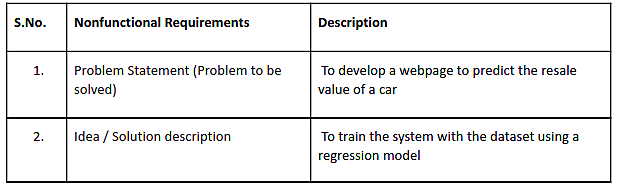 S.No. Nonfunctional Requirements Description
1. Problem Statement (Problem to be solved) To develop a webpage to predict the resale value of a car
2. Idea / Solution description To train the system with the dataset using a regression model